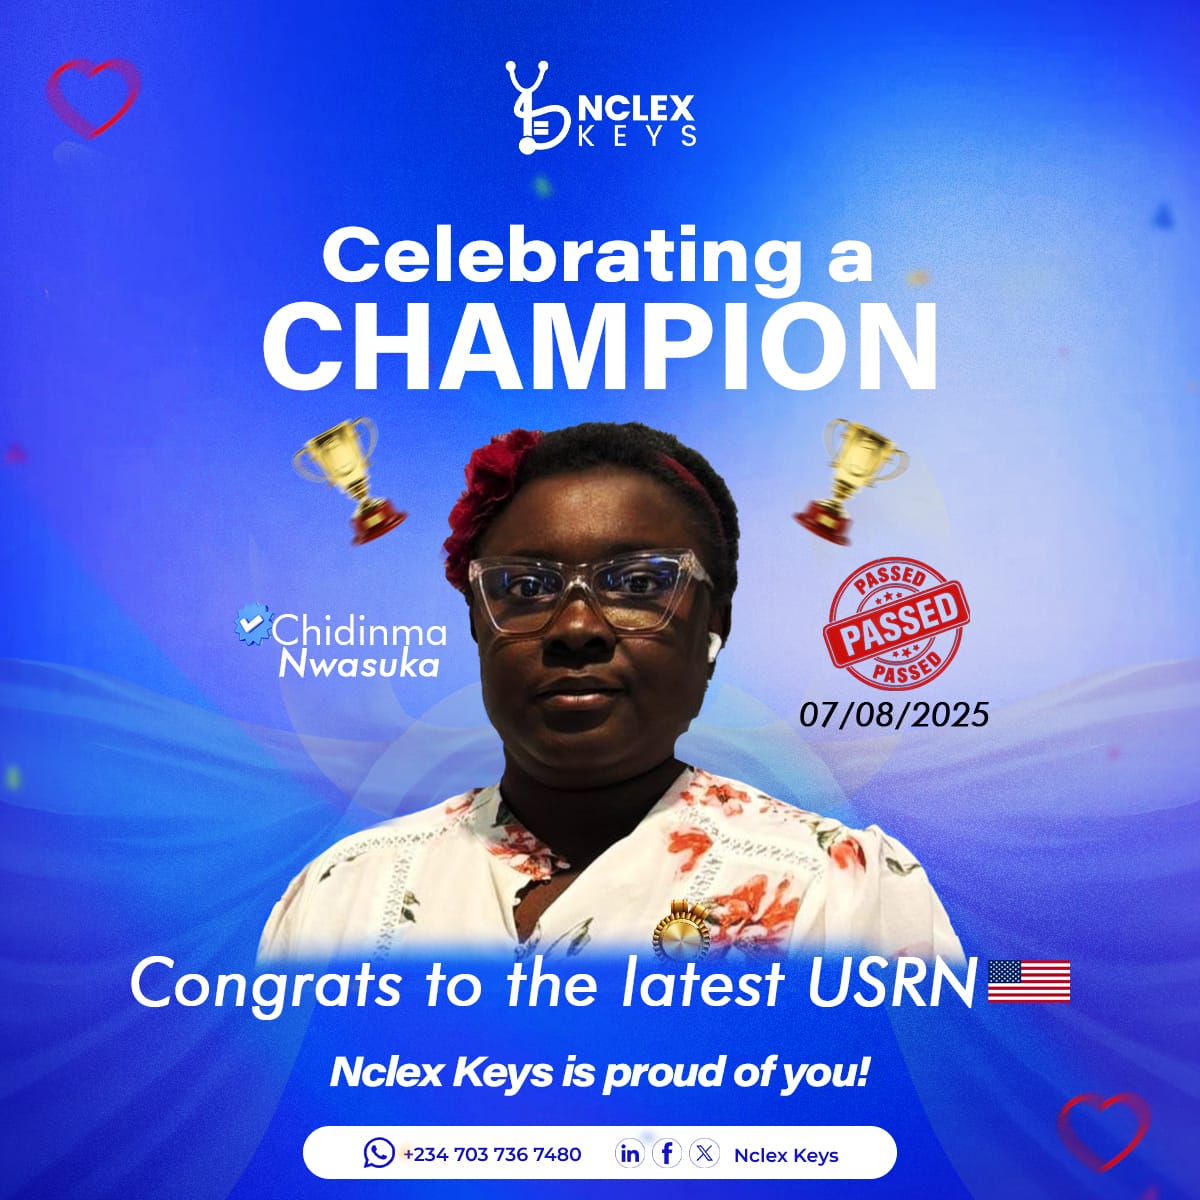 NCLEX
KEYS
Celebrating a
CHAMPION
Chidinma
Nwasuka
PASSED
PASSED
PASSED
07/08/2025
Congrats to the latest USRN
Nclex Keys is proud of you!
+234 703 736 7480 in f X Nclex Keys